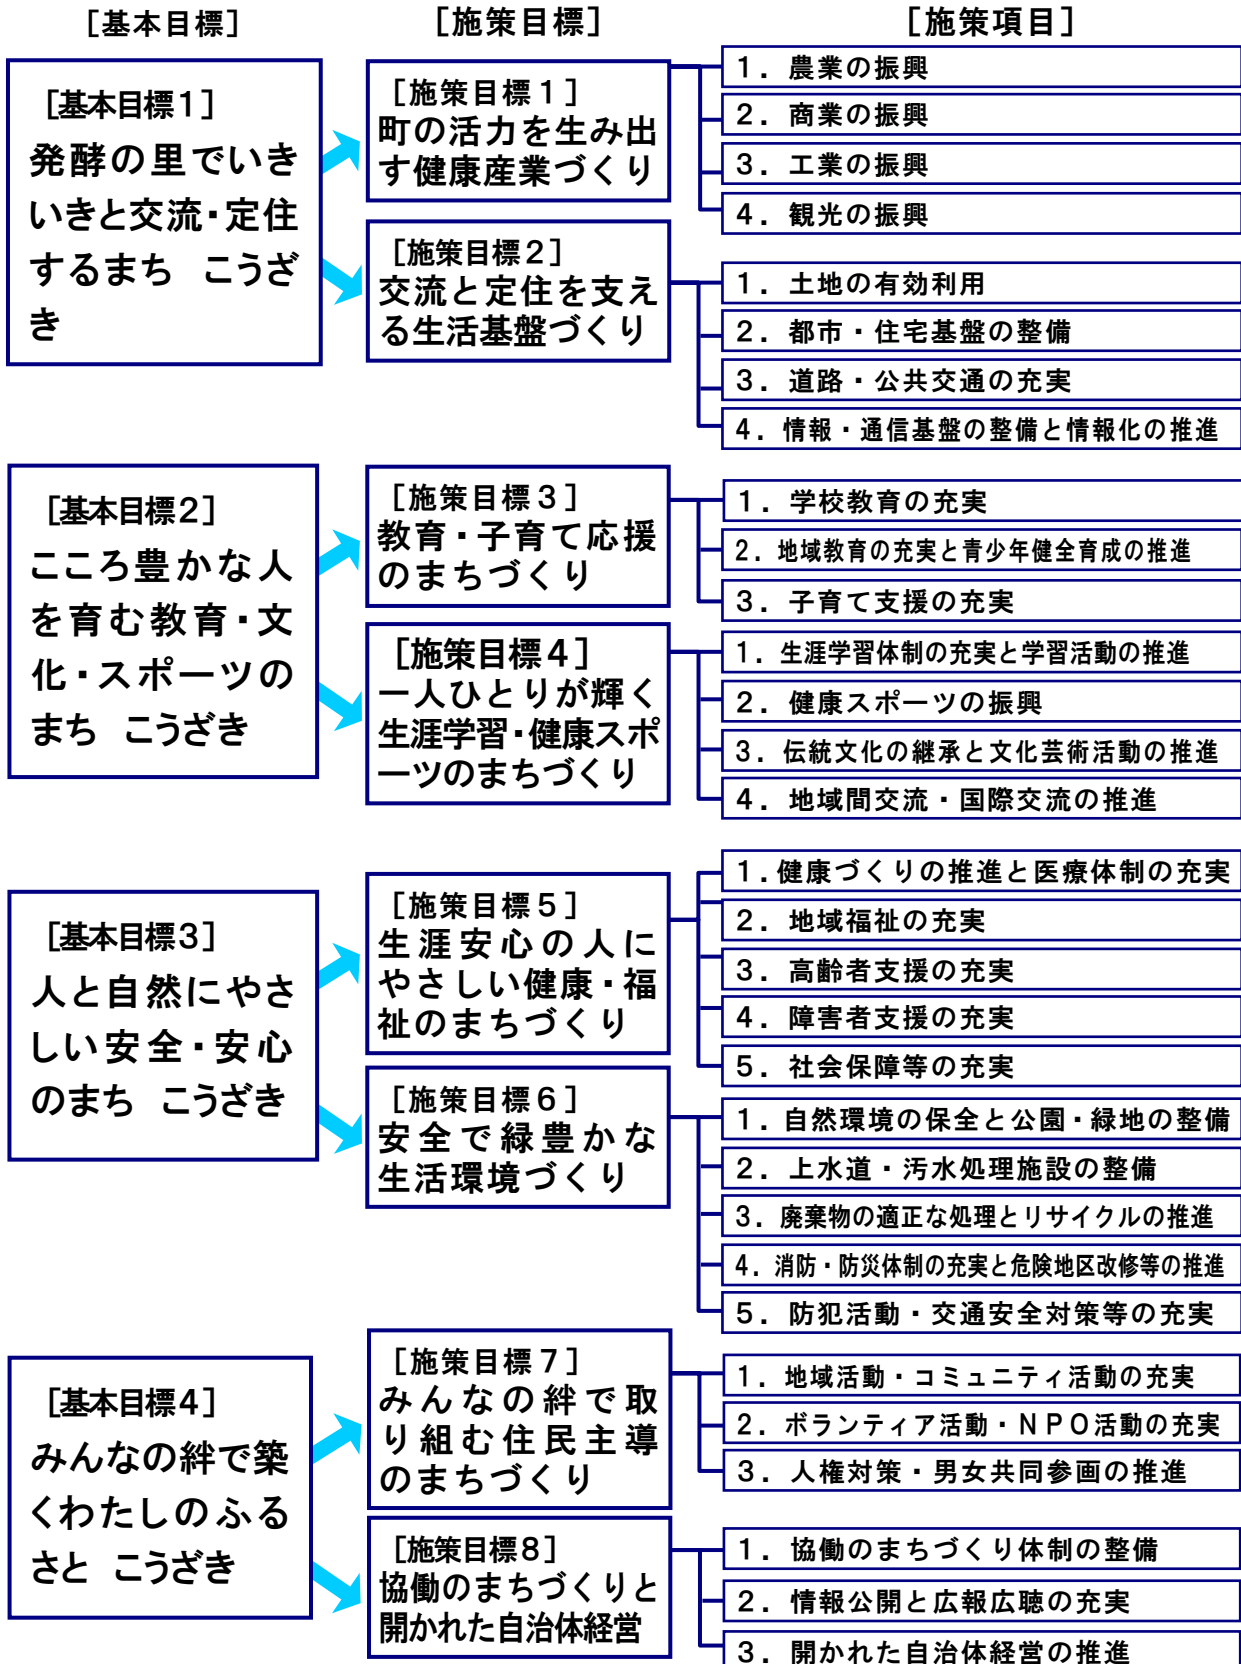 [基本目標]
[施策目標]
[施策項目]
[基本目標1]
発酵の里でいき
いきと交流・定住
するまち　こうざ
き
[施策目標１]
町の活力を生み出
す健康産業づくり
１．農業の振興
２．商業の振興
３．工業の振興
４．観光の振興
[施策目標２]
交流と定住を支え
る生活基盤づくり
１．土地の有効利用
２．都市・住宅基盤の整備
３．道路・公共交通の充実
４．情報・通信基盤の整備と情報化の推進
[基本目標2]
こころ豊かな人
を育む教育・文
化・スポーツの
まち　こうざき
[施策目標３]
教育・子育て応援
のまちづくり
１．学校教育の充実
２．地域教育の充実と青少年健全育成の推進
３．子育て支援の充実
[施策目標４]
一人ひとりが輝く
生涯学習・健康スポ
ーツのまちづくり
１．生涯学習体制の充実と学習活動の推進
２．健康スポーツの振興
３．伝統文化の継承と文化芸術活動の推進
４．地域間交流・国際交流の推進
[基本目標3]
人と自然にやさ
しい安全・安心
のまち　こうざき
[施策目標５]
生涯安心の人に
やさしい健康・福
祉のまちづくり
１．健康づくりの推進と医療体制の充実
２．地域福祉の充実
３．高齢者支援の充実
４．障害者支援の充実
５．社会保障等の充実
[施策目標６]
安全で緑豊かな
生活環境づくり
１．自然環境の保全と公園・緑地の整備
２．上水道・汚水処理施設の整備
３．廃棄物の適正な処理とリサイクルの推進
４．消防・防災体制の充実と危険地区改修等の推進
５．防犯活動・交通安全対策等の充実
[基本目標4]
みんなの絆で築
くわたしのふる
さと　こうざき
[施策目標７]
みんなの絆で取
り組む住民主導
のまちづくり
１．地域活動・コミュニティ活動の充実
２．ボランティア活動・ＮＰＯ活動の充実
３．人権対策・男女共同参画の推進
[施策目標８]
協働のまちづくりと
開かれた自治体経営
１．協働のまちづくり体制の整備
２．情報公開と広報広聴の充実
３．開かれた自治体経営の推進